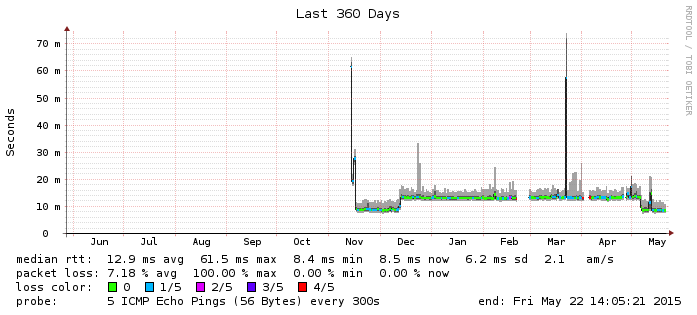 Last 360 Days
RRDTOOL / TOBI OETIKER
Seconds
70 m
60 m
50 m
40 m
30 m
20 m
10 m
0
Jun Jul Aug Sep Oct Nov Dec Jan Feb Mar Apr May
median rtt: 12.9 ms avg 61.5 ms max 8.4 ms min 8.5 ms now 6.2 ms sd 2.1 am/s
packet loss: 7.18 % avg 100.00 % max 0.00 % min 0.00 % now
loss color: 0 1/5 2/5 3/5 4/5
probe: 5 ICMP Echo Pings (56 Bytes) every 300s end: Fri May 22 14:05:21 2015